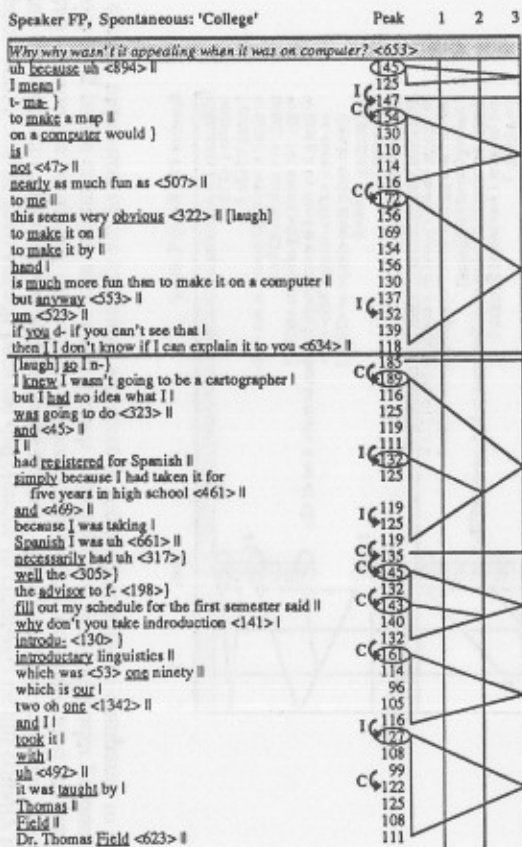 Speaker FP, Spontaneous: 'College' Peak 1 2 3
Why why wasn't it appealing when it was on computer? <653>
uh because uh <894> || 145
I mean | 125
t- ma- } I 147
to make a map || C 154
on a computer would } 130
is | 110
not <47> || 114
nearly as much fun as <507> || 116
to me || C 172
this seems very obvious <322> || [laugh] 156
to make it on || 169
to make it by || 154
hand | 156
is much more fun than to make it on a computer || 130
but anyway <553> || 137
um <523> || I 152
if you d- if you can't see that | 139
then I I don't know if I can explain it to you <634> || 118
[laugh] so I n-} 185
I knew I wasn't going to be a cartographer | C 189
but I had no idea what I | 116
was going to do <323> || 125
and <45> || 119
I || 111
had registered for Spanish || I 132
simply because I had taken it for 125
five years in high school <461> ||
and <469> || 119
because I was taking | I 125
Spanish I was uh <661> || 119
necessarily had uh <317>} C 135
well the <305>} C 145
the advisor to f- <198>} 132
fill out my schedule for the first semester said || C 143
why don't you take indroduction <141> | 140
introdu- <130> } 132
introductary linguistics || C 161
which was <53> one ninety || 114
which is our | 96
two oh one <1342> || 105
and I | 116
took it | I 127
with | 108
uh <492> || 99
it was taught by | C 122
Thomas || 125
Field || 108
Dr. Thomas Field <623> || 111